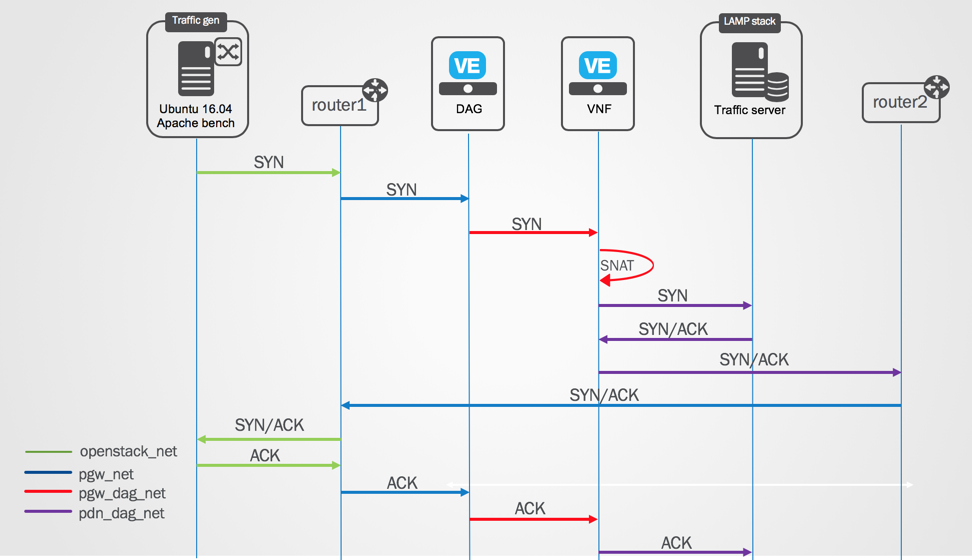 Traffic gen
LAMP stack
VE
VE
Ubuntu 16.04
Apache bench
router1
DAG
VNF
Traffic server
router2
SYN
SYN
SYN
SNAT
SYN
SYN/ACK
SYN/ACK
SYN/ACK
SYN/ACK
ACK
openstack_net
pgw_net
ACK
pgw_dag_net
ACK
pdn_dag_net
ACK